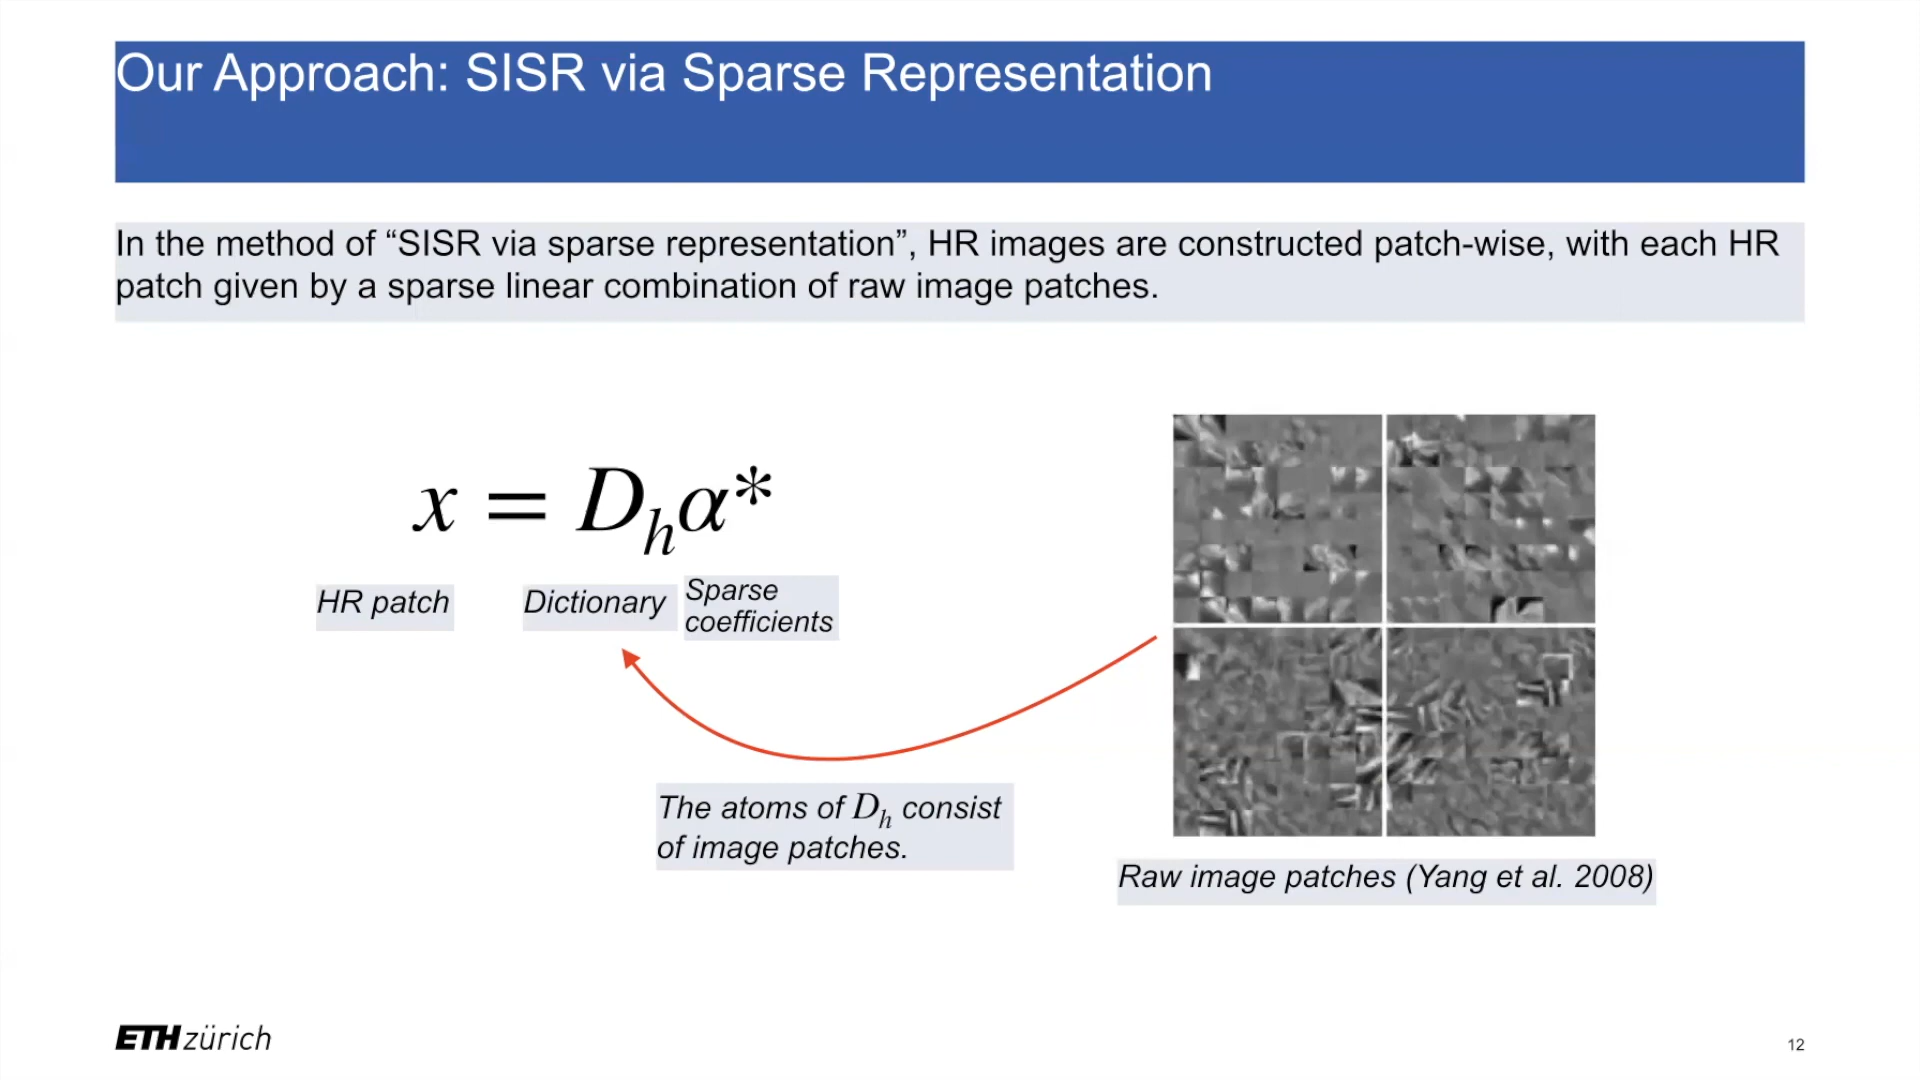 Our Approach: SISR via Sparse Representation
In the method of “SISR via sparse representation”, HR images are constructed patch-wise, with each HR
patch given by a sparse linear combination of raw image patches.
x = D_h α*
HR patch
Dictionary
Sparse
coefficients
The atoms of D_h consist
of image patches.
Raw image patches (Yang et al. 2008)
ETH zürich
12